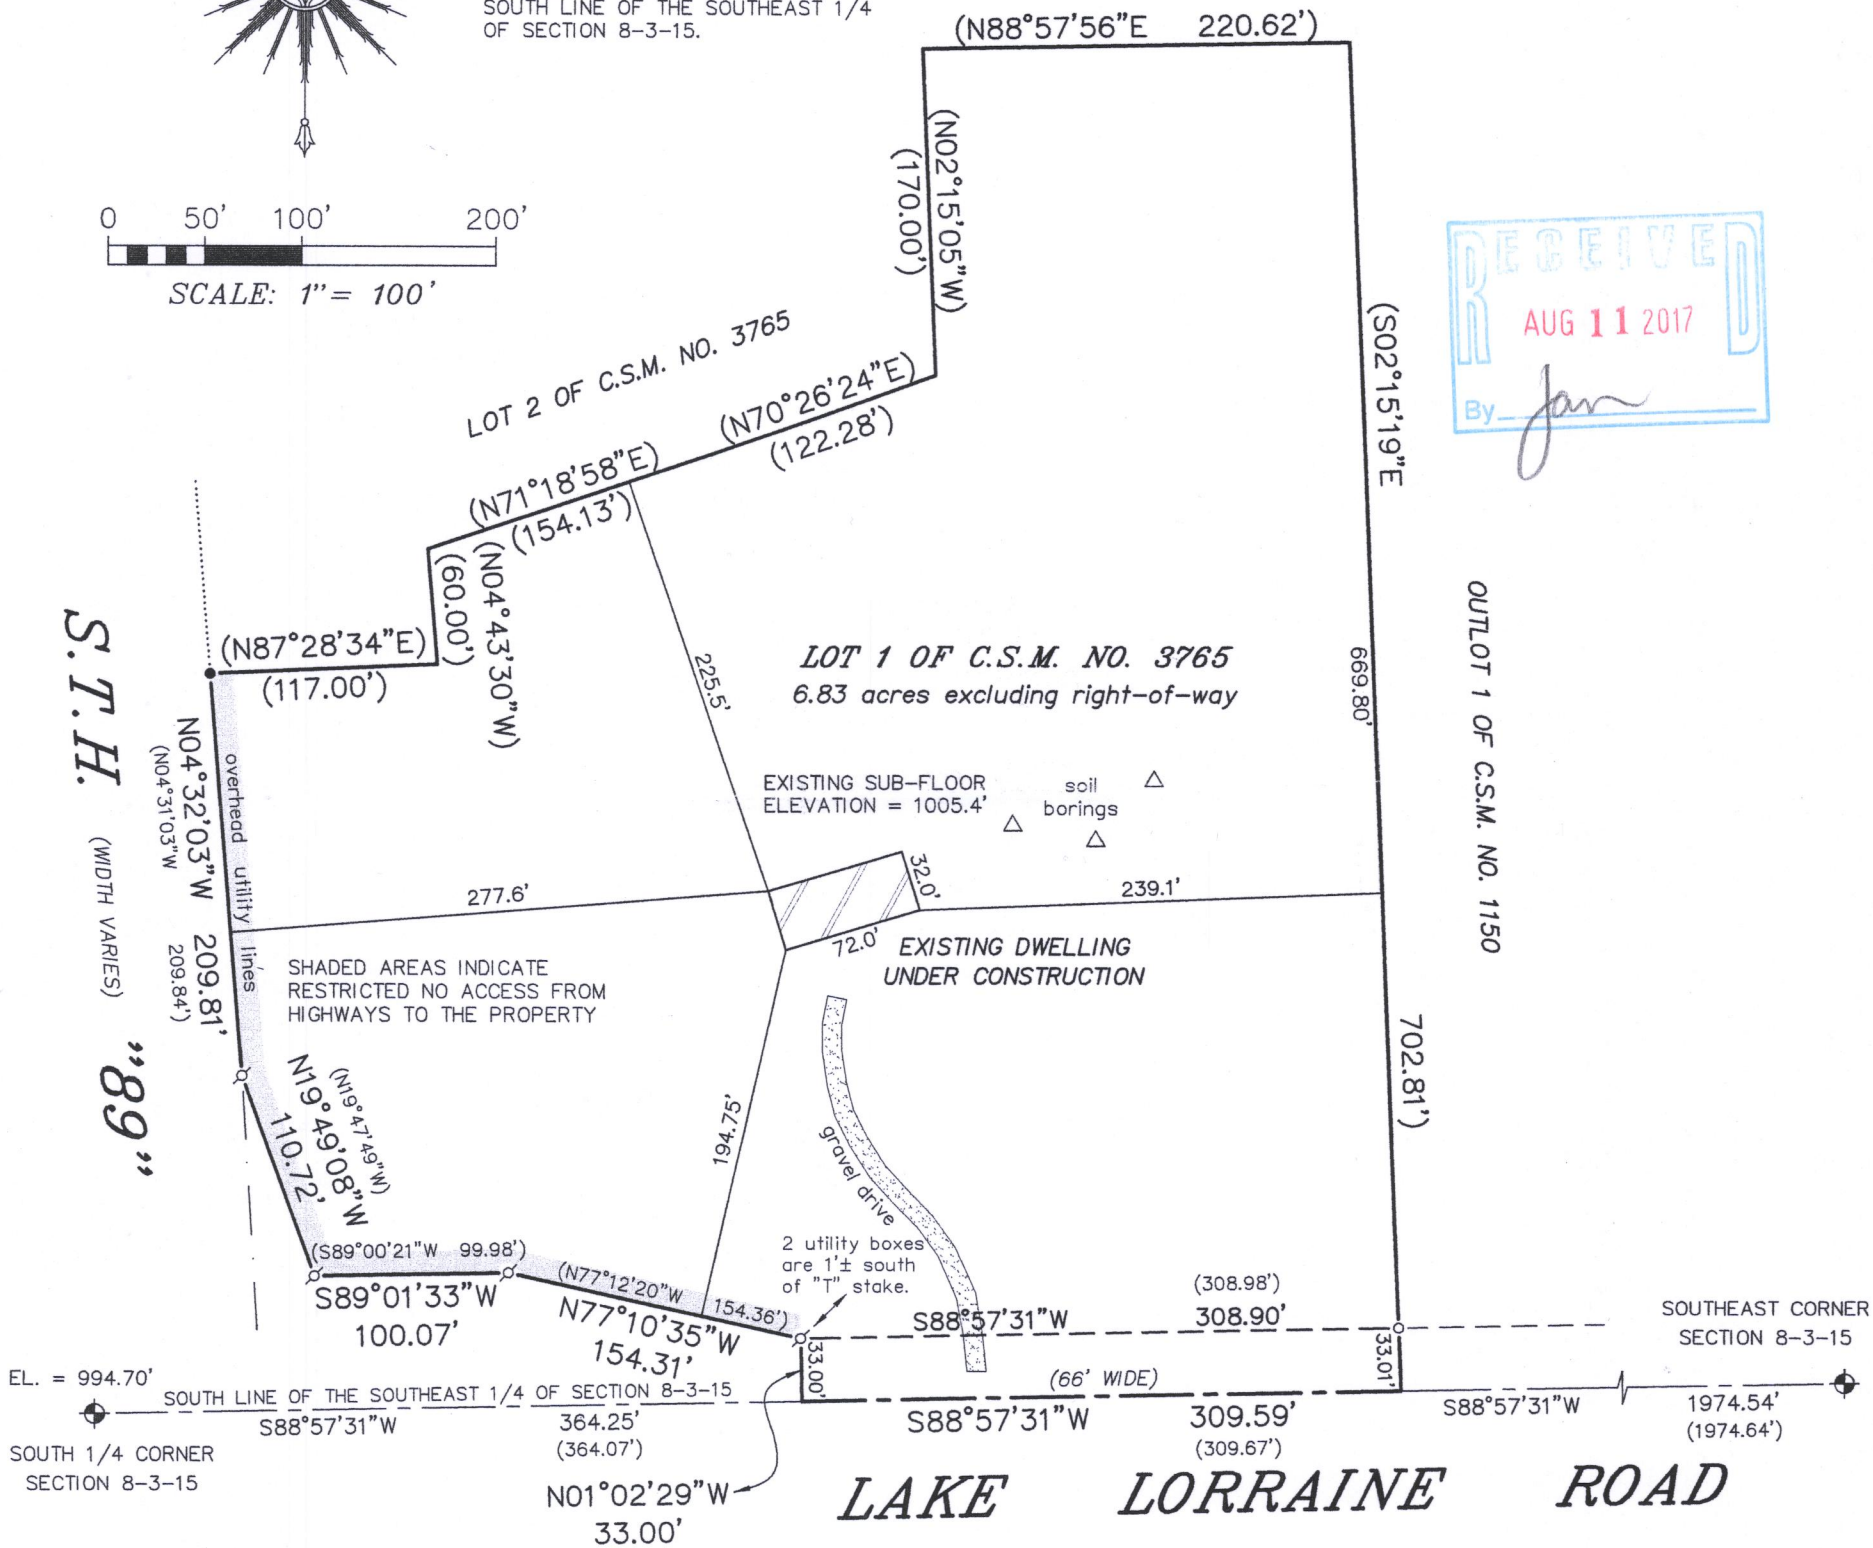 SOUTH LINE OF THE SOUTHEAST 1/4
OF SECTION 8-3-15.
(N88°57'56"E 220.62')
(N02°15'05"W)
(170.00')
0 50' 100' 200'
SCALE: 1"= 100'
RECEIVED
AUG 11 2017
By Jan
LOT 2 OF C.S.M. NO. 3765
(N70°26'24"E)
(122.28')
(N71°18'58"E)
(154.13')
(S02°15'19"E
669.80'
702.81')
OUTLOT 1 OF C.S.M. NO. 1150
(N04°43'30"W)
(60.00')
(N87°28'34"E)
(117.00')
225.5'
LOT 1 OF C.S.M. NO. 3765
6.83 acres excluding right-of-way
S.T.H. "89"
(WIDTH VARIES)
N04°32'03"W 209.81'
(N04°31'03"W 209.84')
overhead utility lines
EXISTING SUB-FLOOR
ELEVATION = 1005.4'
soil
borings
277.6'
32.0'
72.0'
239.1'
EXISTING DWELLING
UNDER CONSTRUCTION
SHADED AREAS INDICATE
RESTRICTED NO ACCESS FROM
HIGHWAYS TO THE PROPERTY
(N19°47'49"W)
N19°49'08"W
110.72'
194.75'
gravel drive
2 utility boxes
are 1'± south
of "T" stake.
(S89°00'21"W 99.98')
S89°01'33"W
100.07'
(N77°12'20"W 154.36')
N77°10'35"W
154.31'
(308.98')
S88°57'31"W 308.90'
SOUTHEAST CORNER
SECTION 8-3-15
33.00'
33.01'
(66' WIDE)
EL. = 994.70'
SOUTH LINE OF THE SOUTHEAST 1/4 OF SECTION 8-3-15
S88°57'31"W 364.25'
(364.07')
S88°57'31"W 309.59'
(309.67')
S88°57'31"W 1974.54'
(1974.64')
SOUTH 1/4 CORNER
SECTION 8-3-15
N01°02'29"W
33.00'
LAKE LORRAINE ROAD